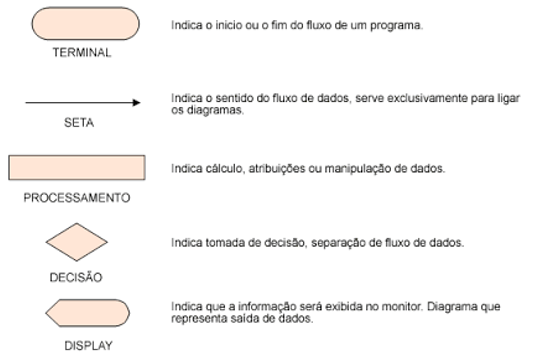 Indica o inicio ou o fim do fluxo de um programa.
TERMINAL
Indica o sentido do fluxo de dados, serve exclusivamente para ligar
os diagramas.
SETA
Indica cálculo, atribuições ou manipulação de dados.
PROCESSAMENTO
Indica tomada de decisão, separação de fluxo de dados.
DECISÃO
Indica que a informação será exibida no monitor. Diagrama que
representa saída de dados.
DISPLAY